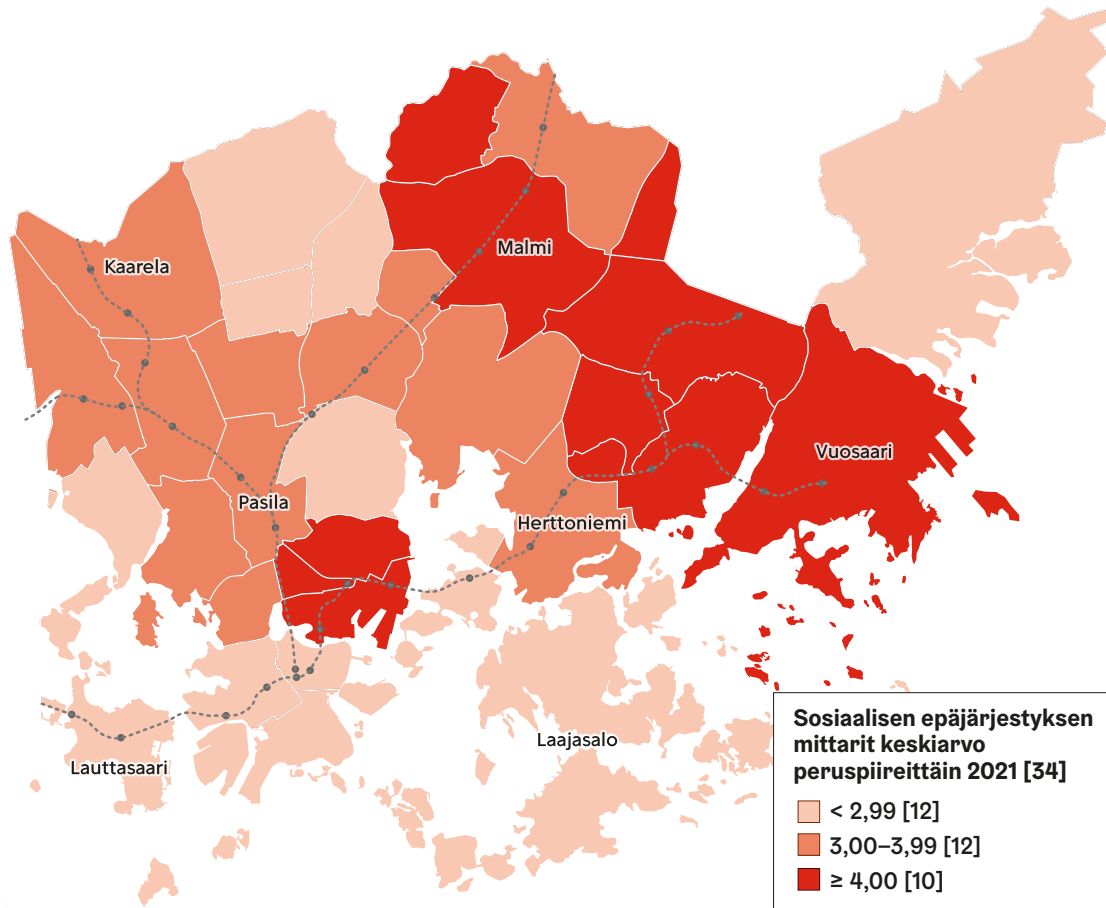 Kaarela
Malmi
Vuosaari
Pasila
Herttoniemi
Laajasalo
Lauttasaari
Sosiaalisen epäjärjestyksen
mittarit keskiarvo
peruspiireittäin 2021 [34]
< 2,99 [12]
3,00–3,99 [12]
≥ 4,00 [10]